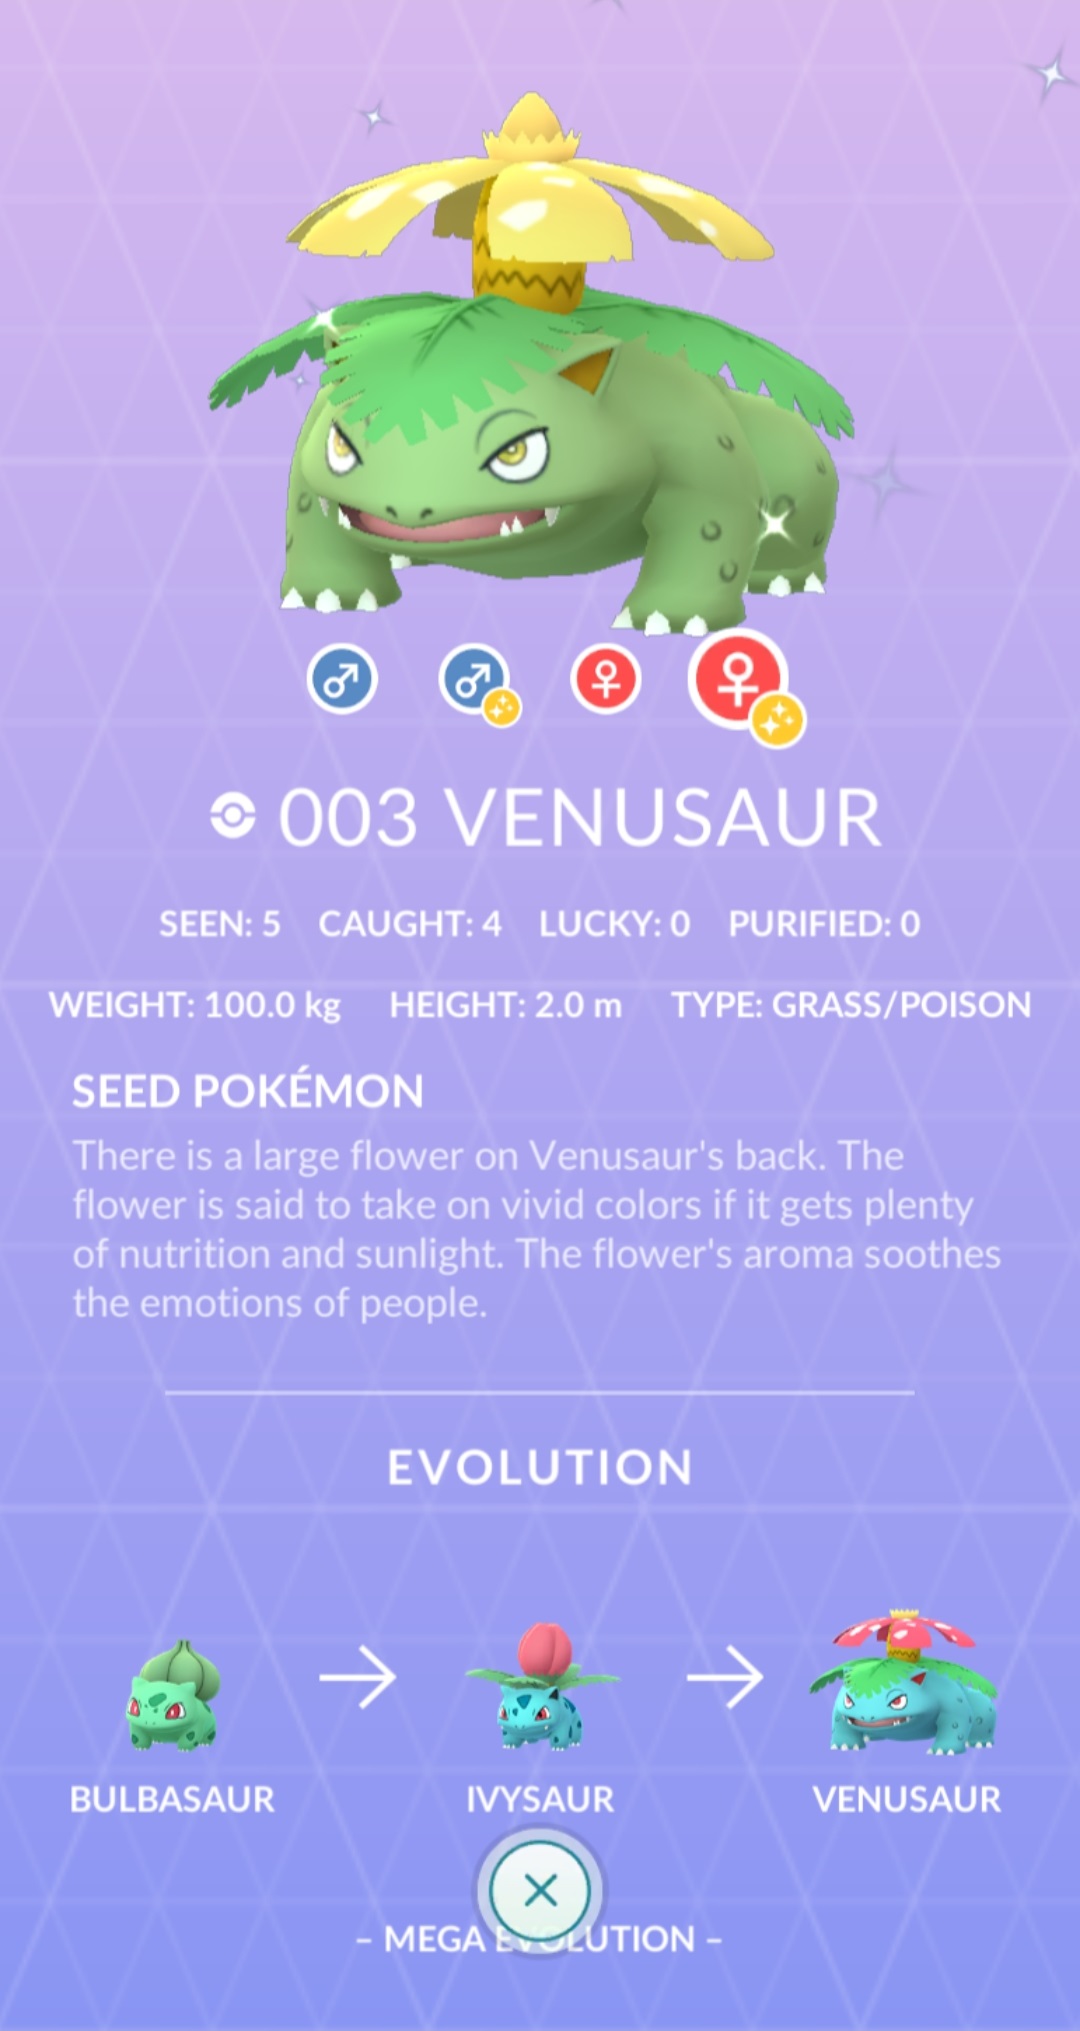 003 VENUSAUR
SEEN: 5 CAUGHT: 4 LUCKY: 0 PURIFIED: 0
WEIGHT: 100.0 kg HEIGHT: 2.0 m TYPE: GRASS/POISON
SEED POKÉMON
There is a large flower on Venusaur's back. The
flower is said to take on vivid colors if it gets plenty
of nutrition and sunlight. The flower's aroma soothes
the emotions of people.
EVOLUTION
BULBASAUR IVYSAUR VENUSAUR
– MEGA EVOLUTION –